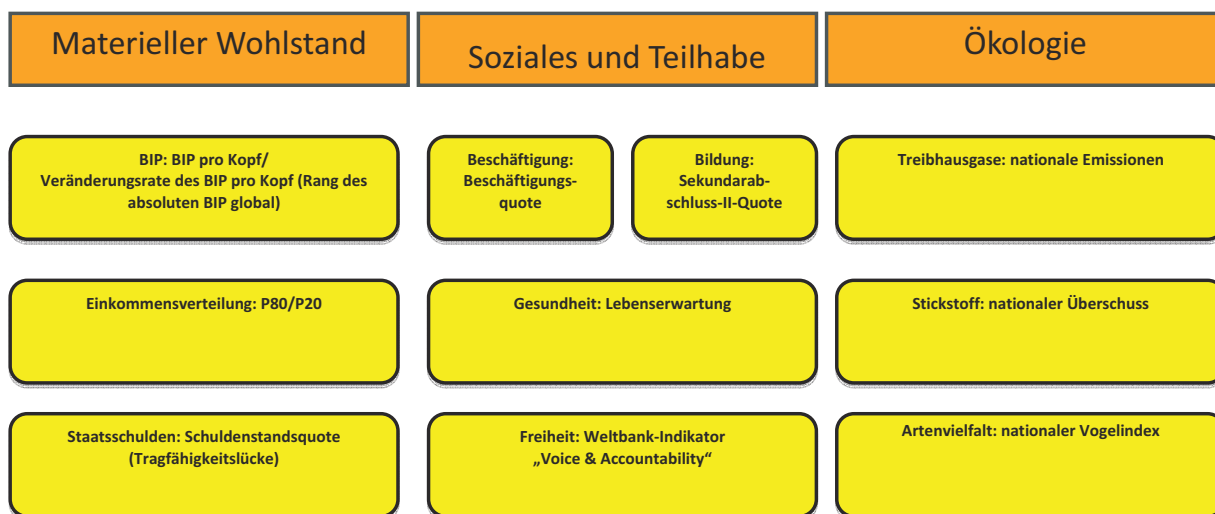 Materieller Wohlstand
Soziales und Teilhabe
Ökologie
BIP: BIP pro Kopf/
Veränderungsrate des BIP pro Kopf (Rang des
absoluten BIP global)
Beschäftigung:
Beschäftigungs-
quote
Bildung:
Sekundarab-
schluss-II-Quote
Treibhausgase: nationale Emissionen
Einkommensverteilung: P80/P20
Gesundheit: Lebenserwartung
Stickstoff: nationaler Überschuss
Staatsschulden: Schuldenstandsquote
(Tragfähigkeitslücke)
Freiheit: Weltbank-Indikator
„Voice & Accountability“
Artenvielfalt: nationaler Vogelindex